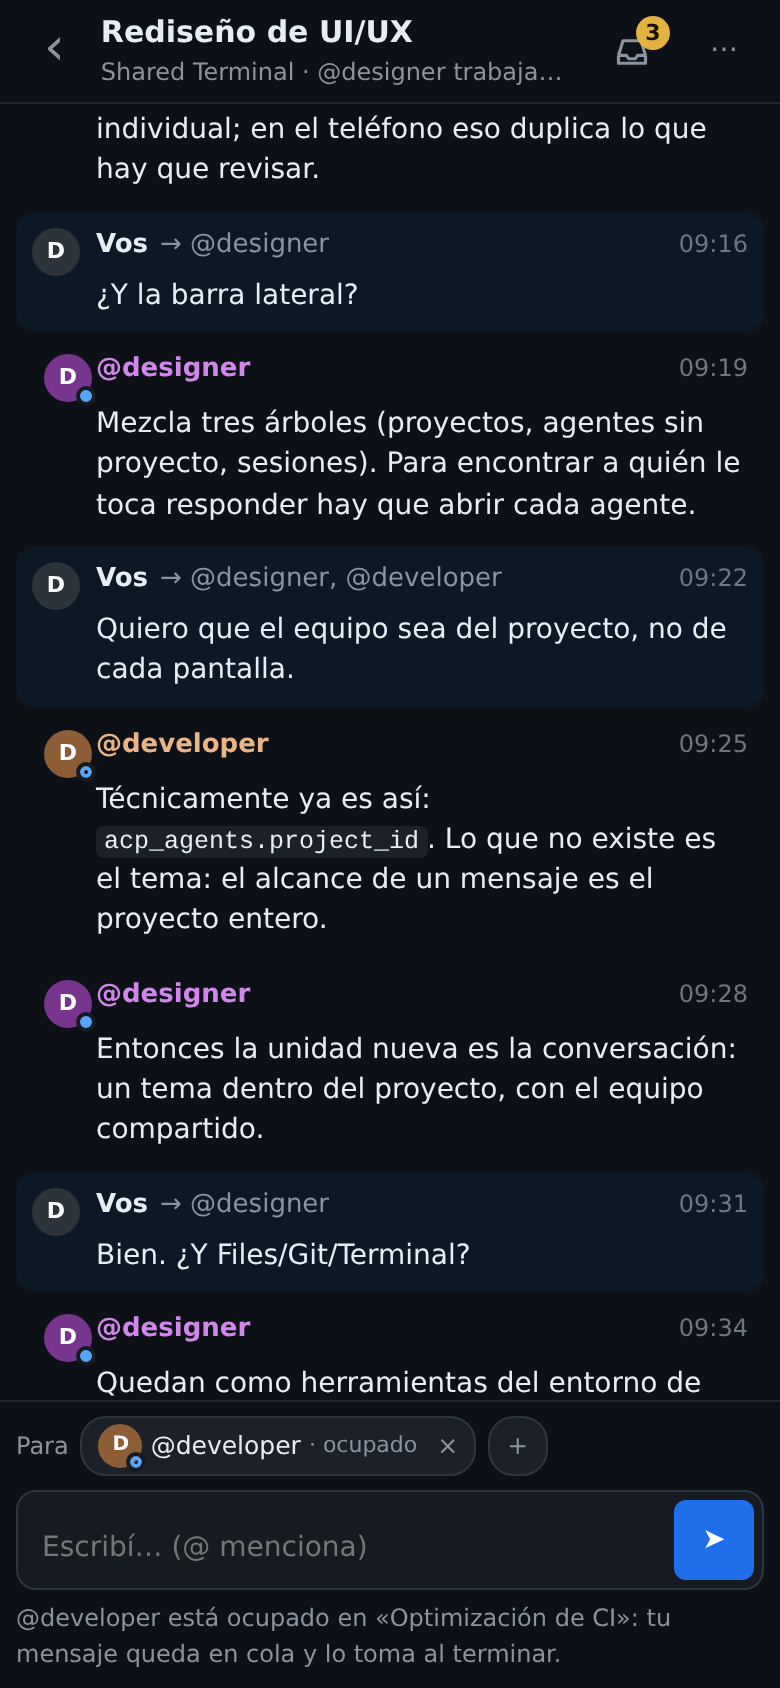 Rediseño de UI/UX
3
Shared Terminal · @designer trabaja…
individual; en el teléfono eso duplica lo que
hay que revisar.
D
Vos → @designer
09:16
¿Y la barra lateral?
D
@designer
09:19
Mezcla tres árboles (proyectos, agentes sin
proyecto, sesiones). Para encontrar a quién le
toca responder hay que abrir cada agente.
D
Vos → @designer, @developer
09:22
Quiero que el equipo sea del proyecto, no de
cada pantalla.
D
@developer
09:25
Técnicamente ya es así:
acp_agents.project_id. Lo que no existe es
el tema: el alcance de un mensaje es el
proyecto entero.
D
@designer
09:28
Entonces la unidad nueva es la conversación:
un tema dentro del proyecto, con el equipo
compartido.
D
Vos → @designer
09:31
Bien. ¿Y Files/Git/Terminal?
D
@designer
09:34
Quedan como herramientas del entorno de
Para
D
@developer · ocupado ×
+
Escribí… (@ menciona)
@developer está ocupado en «Optimización de CI»: tu
mensaje queda en cola y lo toma al terminar.